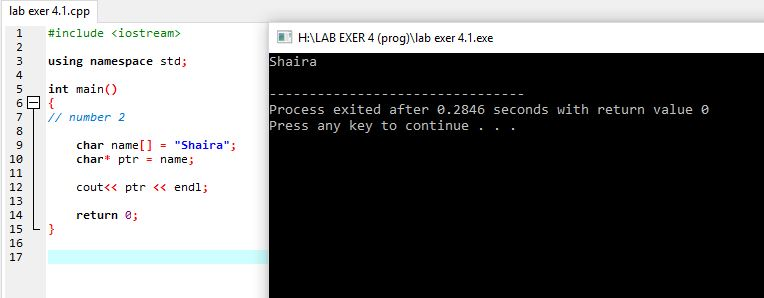 lab exer 4.1.cpp
1 #include <iostream>
2
3 using namespace std;
4
5 int main()
6 {
7 // number 2
8
9 char name[] = "Shaira";
10 char* ptr = name;
11
12 cout<< ptr << endl;
13
14 return 0;
15 }
16
17
H:\LAB EXER 4 (prog)\lab exer 4.1.exe
Shaira
--------------------------------
Process exited after 0.2846 seconds with return value 0
Press any key to continue . . .